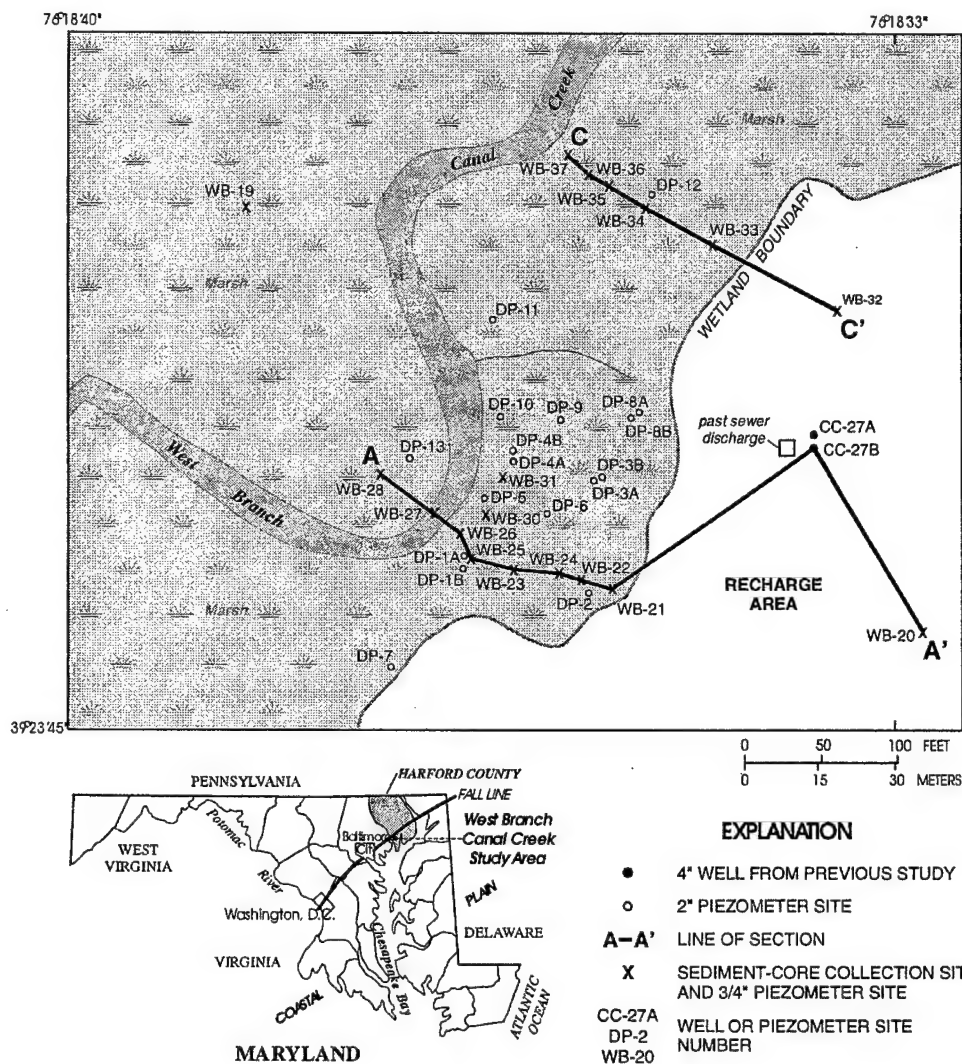 76°18'40"
76°18'33"
Canal
Creek
Marsh
C
WB-37
WB-36
DP-12
WB-35
WB-34
WB-19
WB-33
WETLAND BOUNDARY
Marsh
WB-32
C'
DP-11
DP-10
DP-9
DP-8A
DP-8B
past sewer
discharge
CC-27A
CC-27B
DP-4B
DP-4A
DP-3B
DP-3A
DP-13
A
WB-31
WB-28
West
Branch
DP-5
DP-6
WB-30
WB-27
WB-26
WB-25
DP-1A
DP-1B
WB-24
WB-23
WB-22
DP-2
WB-21
RECHARGE
AREA
Marsh
WB-20
A'
DP-7
39°23'45"
0 50 100 FEET
0 15 30 METERS
PENNSYLVANIA
HARFORD COUNTY
FALL LINE
Potomac
River
Baltimore
City
West Branch
Canal Creek
Study Area
WEST
VIRGINIA
Washington, D.C.
PLAIN
DELAWARE
VIRGINIA
Chesapeake Bay
COASTAL
ATLANTIC
OCEAN
MARYLAND
EXPLANATION
4" WELL FROM PREVIOUS STUDY
2" PIEZOMETER SITE
A–A' LINE OF SECTION
X SEDIMENT-CORE COLLECTION SIT
AND 3/4" PIEZOMETER SITE
CC-27A
DP-2
WB-20
WELL OR PIEZOMETER SITE
NUMBER